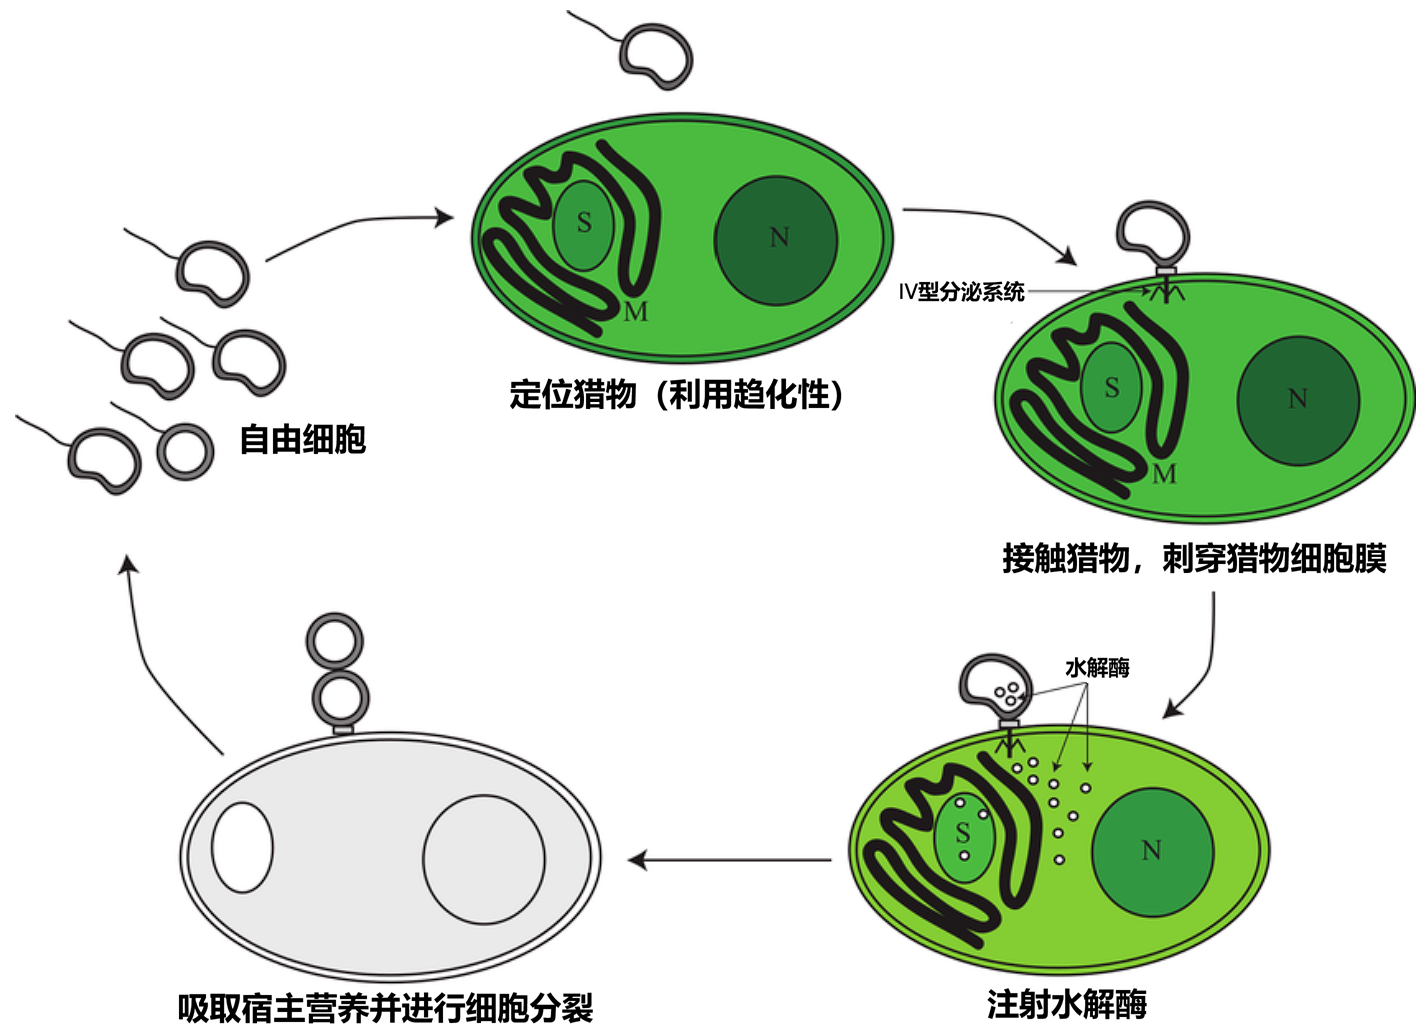 S
N
M
定位猎物（利用趋化性）
自由细胞
IV型分泌系统
S
N
M
接触猎物，刺穿猎物细胞膜
水解酶
S
N
注射水解酶
吸取宿主营养并进行细胞分裂